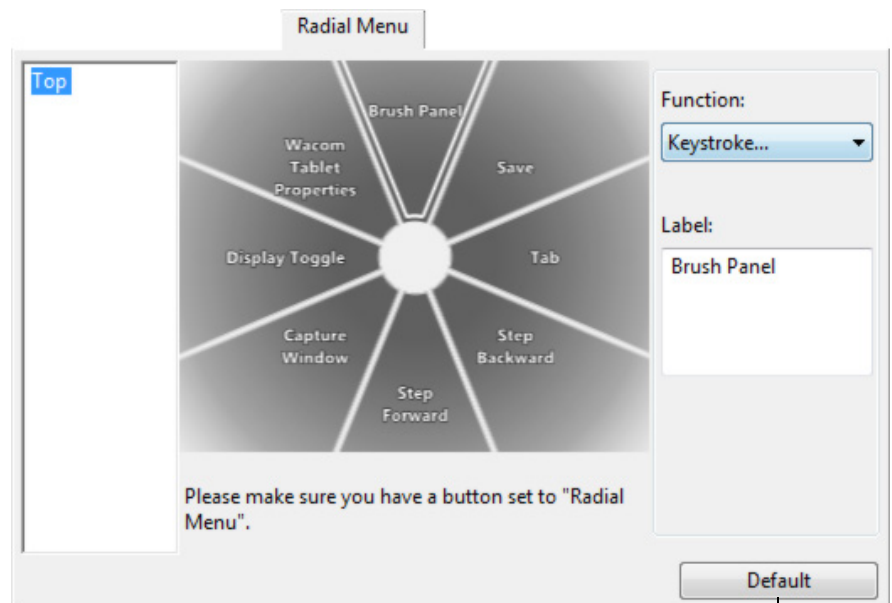 Radial Menu
Top
Brush Panel
Wacom
Tablet
Properties
Save
Display Toggle
Tab
Capture
Window
Step
Backward
Step
Forward
Please make sure you have a button set to "Radial
Menu".
Function:
Keystroke...
Label:
Brush Panel
Default